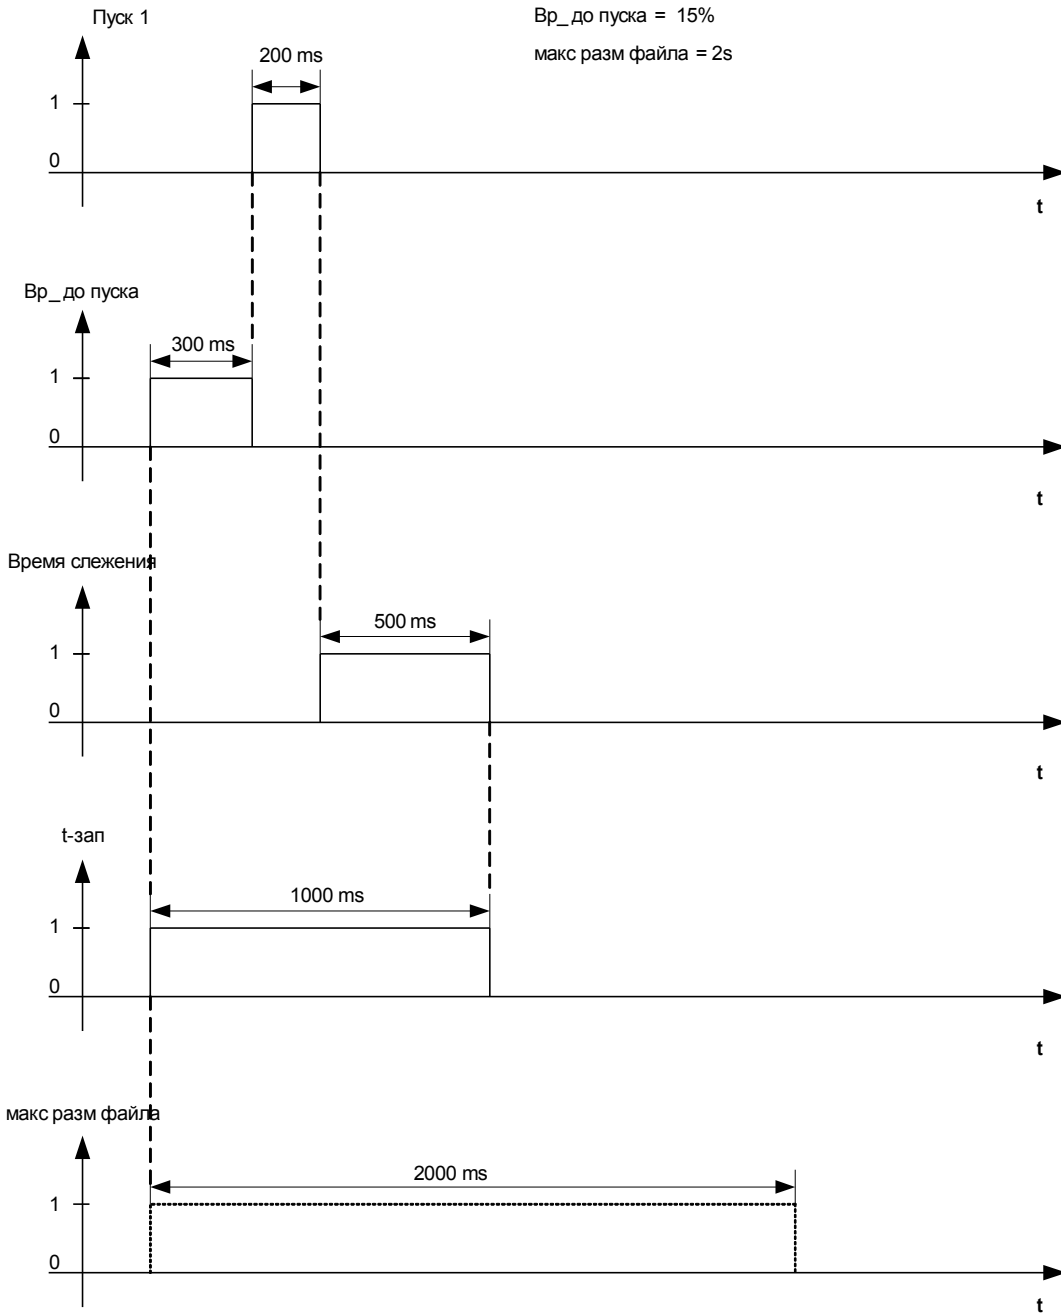 Пуск 1
Вр_до пуска = 15%
макс разм файла = 2s
200 ms
1
0
t
Вр_до пуска
300 ms
1
0
t
Время слежения
500 ms
1
0
t
t-зап
1000 ms
1
0
t
макс разм файла
2000 ms
1
0
t